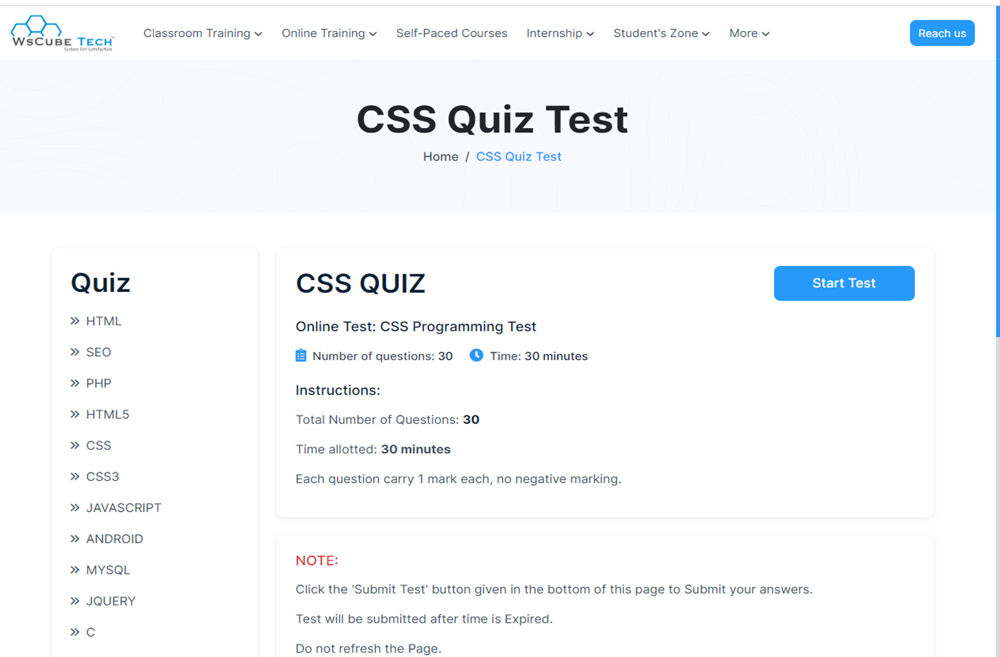 WSCUBE TECH
System For Satisfaction
Classroom Training
Online Training
Self-Paced Courses
Internship
Student's Zone
More
Reach us
CSS Quiz Test
Home / CSS Quiz Test
Quiz
HTML
SEO
PHP
HTML5
CSS
CSS3
JAVASCRIPT
ANDROID
MYSQL
JQUERY
C
CSS QUIZ
Start Test
Online Test: CSS Programming Test
Number of questions: 30
Time: 30 minutes
Instructions:
Total Number of Questions: 30
Time allotted: 30 minutes
Each question carry 1 mark each, no negative marking.
NOTE:
Click the 'Submit Test' button given in the bottom of this page to Submit your answers.
Test will be submitted after time is Expired.
Do not refresh the Page.